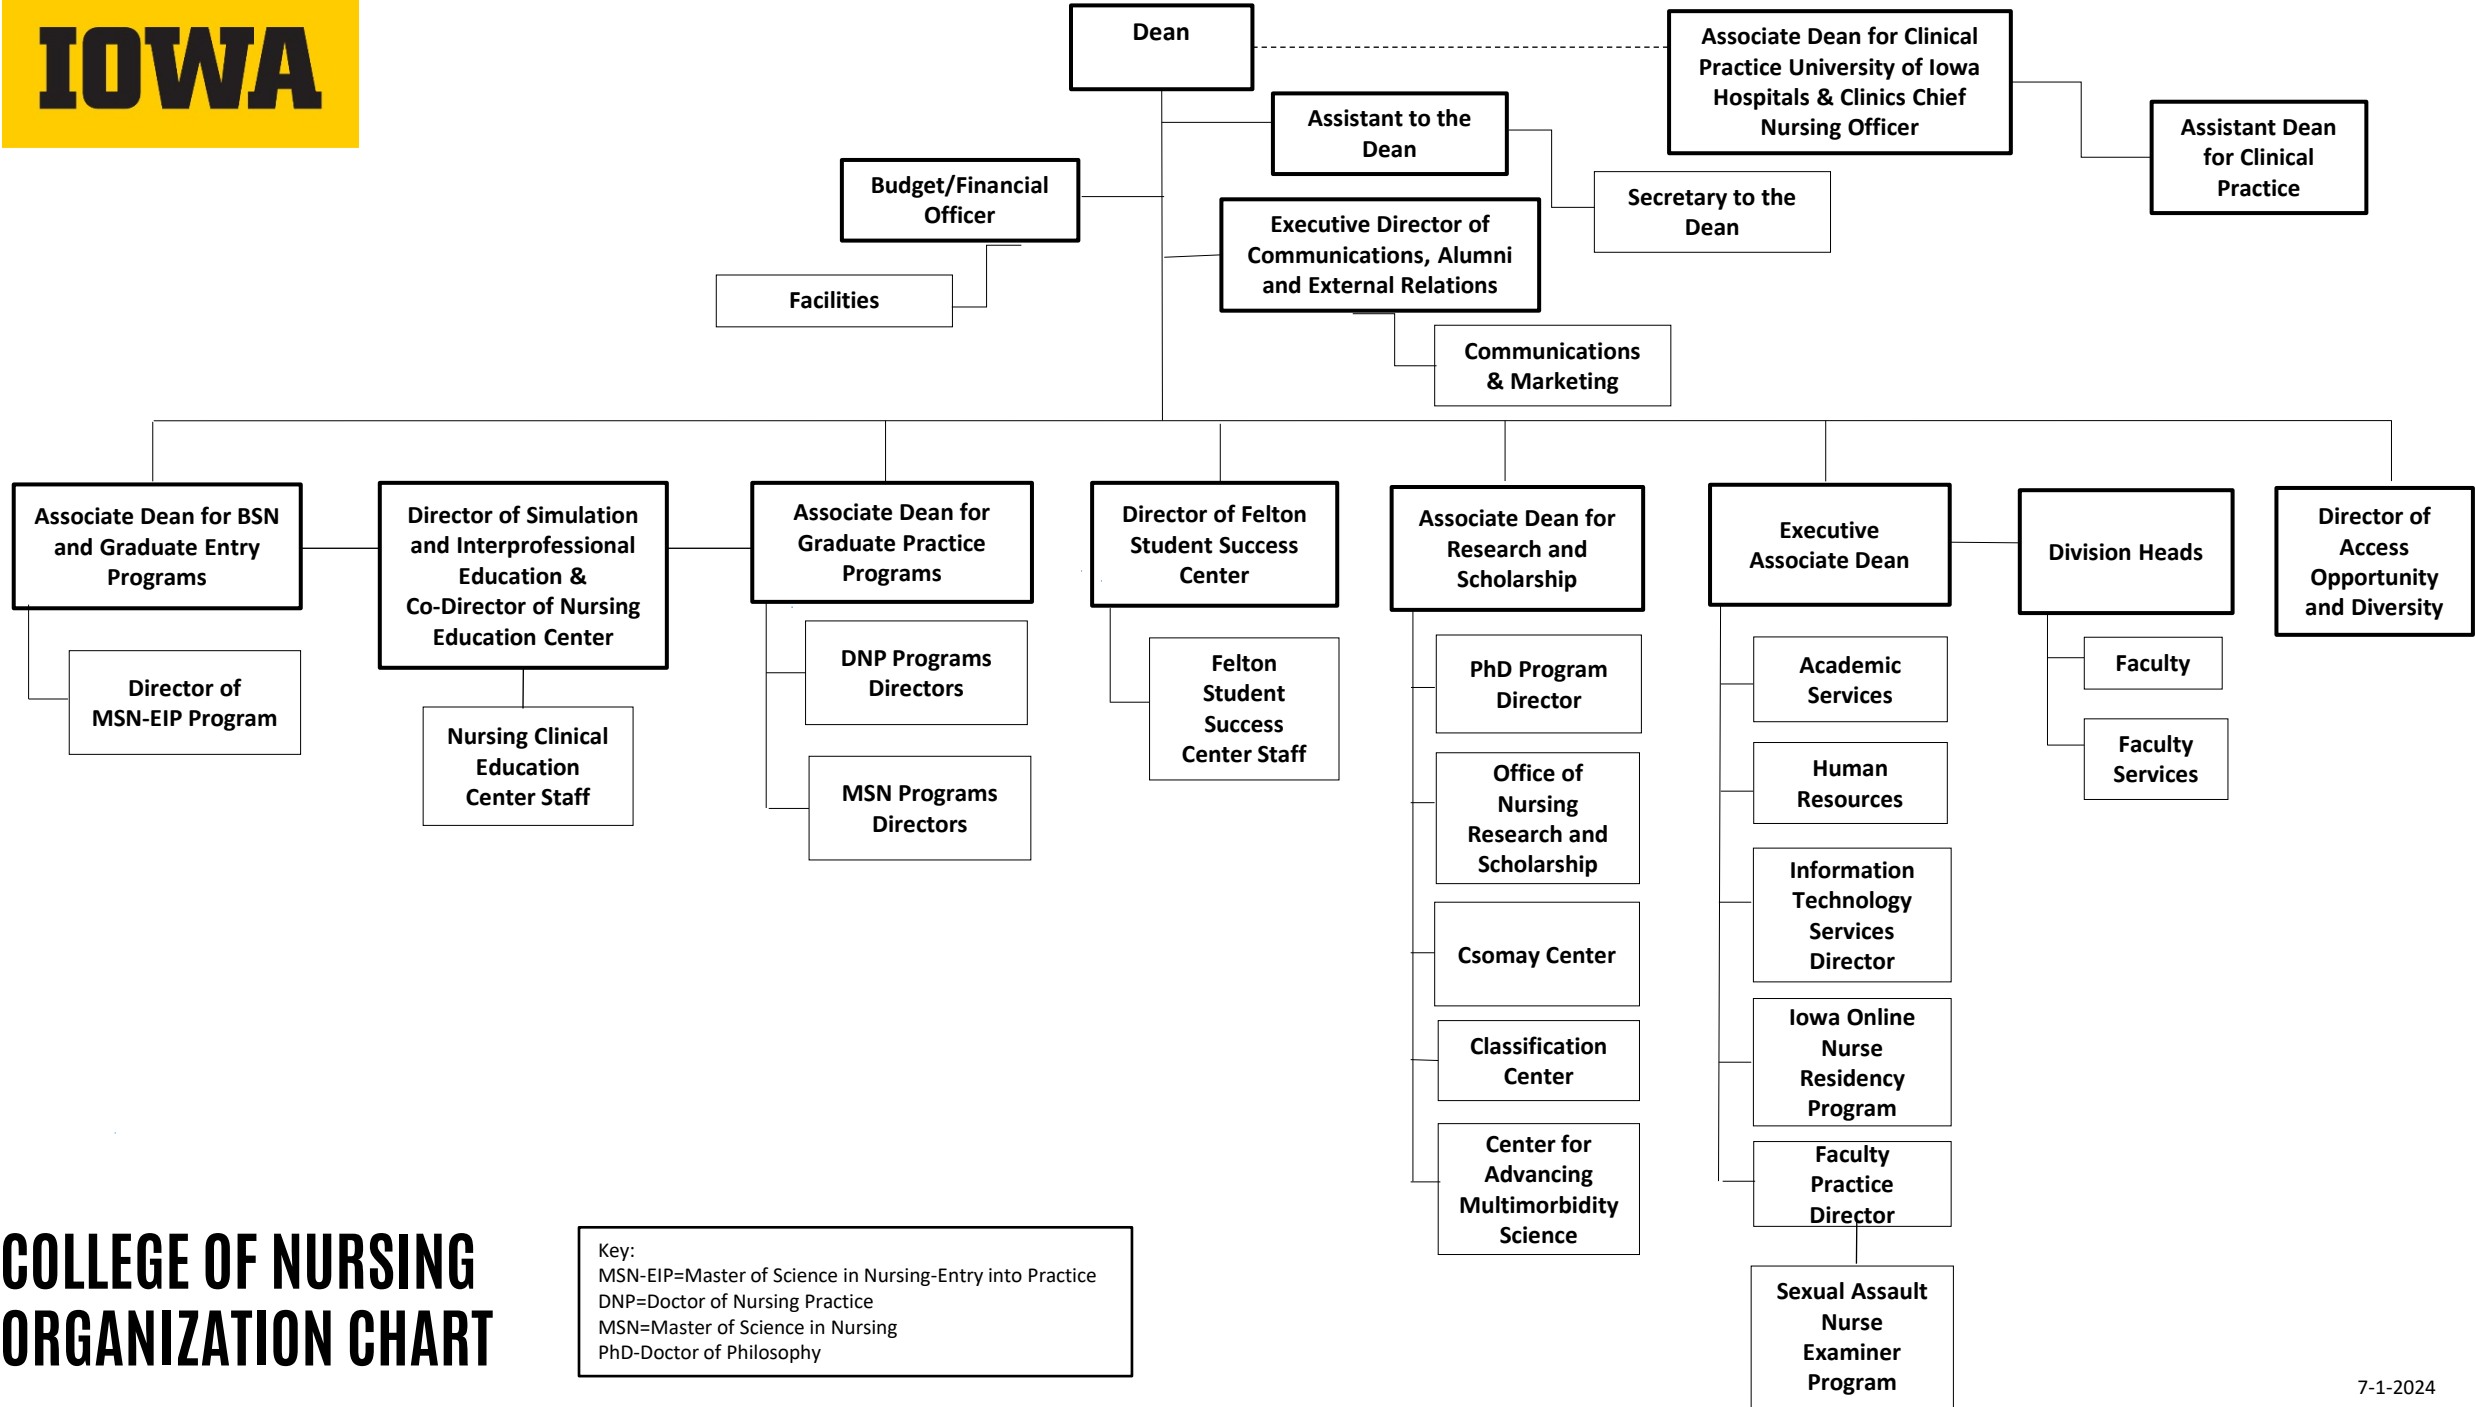 IOWA
Dean
Associate Dean for Clinical
Practice University of Iowa
Hospitals & Clinics Chief
Nursing Officer
Assistant to the
Dean
Assistant Dean
for Clinical
Practice
Budget/Financial
Officer
Secretary to the
Dean
Executive Director of
Communications, Alumni
and External Relations
Facilities
Communications
& Marketing
Associate Dean for BSN
and Graduate Entry
Programs
Director of
MSN-EIP Program
Director of Simulation
and Interprofessional
Education &
Co-Director of Nursing
Education Center
Nursing Clinical
Education
Center Staff
Associate Dean for
Graduate Practice
Programs
DNP Programs
Directors
MSN Programs
Directors
Director of Felton
Student Success
Center
Felton
Student
Success
Center Staff
Associate Dean for
Research and
Scholarship
PhD Program
Director
Office of
Nursing
Research and
Scholarship
Csomay Center
Classification
Center
Center for
Advancing
Multimorbidity
Science
Executive
Associate Dean
Academic
Services
Human
Resources
Information
Technology
Services
Director
Iowa Online
Nurse
Residency
Program
Faculty
Practice
Director
Sexual Assault
Nurse
Examiner
Program
Division Heads
Faculty
Faculty
Services
Director of
Access
Opportunity
and Diversity
COLLEGE OF NURSING
ORGANIZATION CHART
Key:
MSN-EIP=Master of Science in Nursing-Entry into Practice
DNP=Doctor of Nursing Practice
MSN=Master of Science in Nursing
PhD-Doctor of Philosophy
7-1-2024